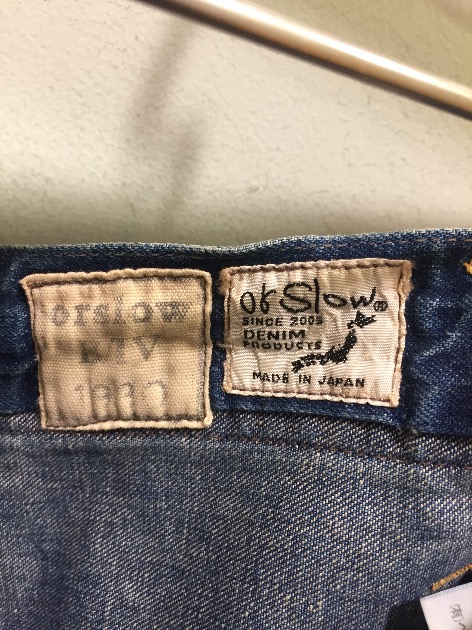 orslow
orSlow®
SINCE 2005
DENIM
PRODUCTS
MADE IN JAPAN